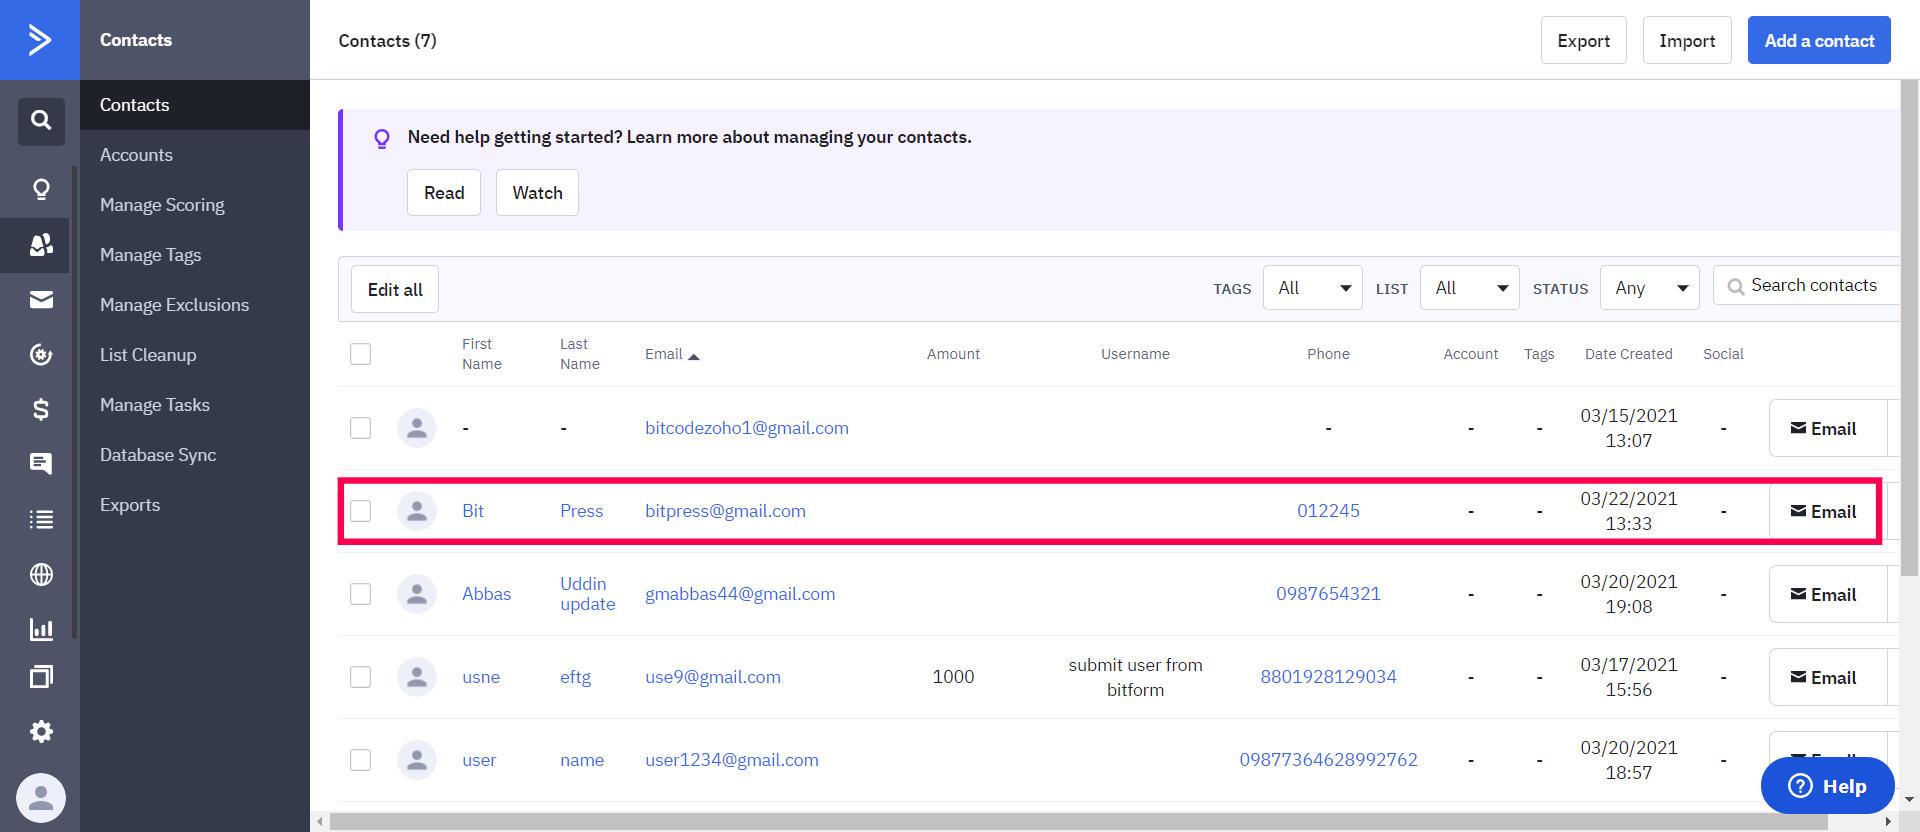 Contacts
Contacts (7)
Export
Import
Add a contact
Contacts
Accounts
Manage Scoring
Manage Tags
Manage Exclusions
List Cleanup
Manage Tasks
Database Sync
Exports
Need help getting started? Learn more about managing your contacts.
Read
Watch
Edit all
TAGS All LIST All STATUS Any Search contacts
First Name Last Name Email Amount Username Phone Account Tags Date Created Social
- - bitcodezoho1@gmail.com - - - 03/15/2021 13:07 - Email
Bit Press bitpress@gmail.com 012245 - - 03/22/2021 13:33 - Email
Abbas Uddin update gmabbas44@gmail.com 0987654321 - - 03/20/2021 19:08 - Email
usne eftg use9@gmail.com 1000 submit user from bitform 8801928129034 - - 03/17/2021 15:56 - Email
user name user1234@gmail.com 09877364628992762 - - 03/20/2021 18:57 - Email
Help